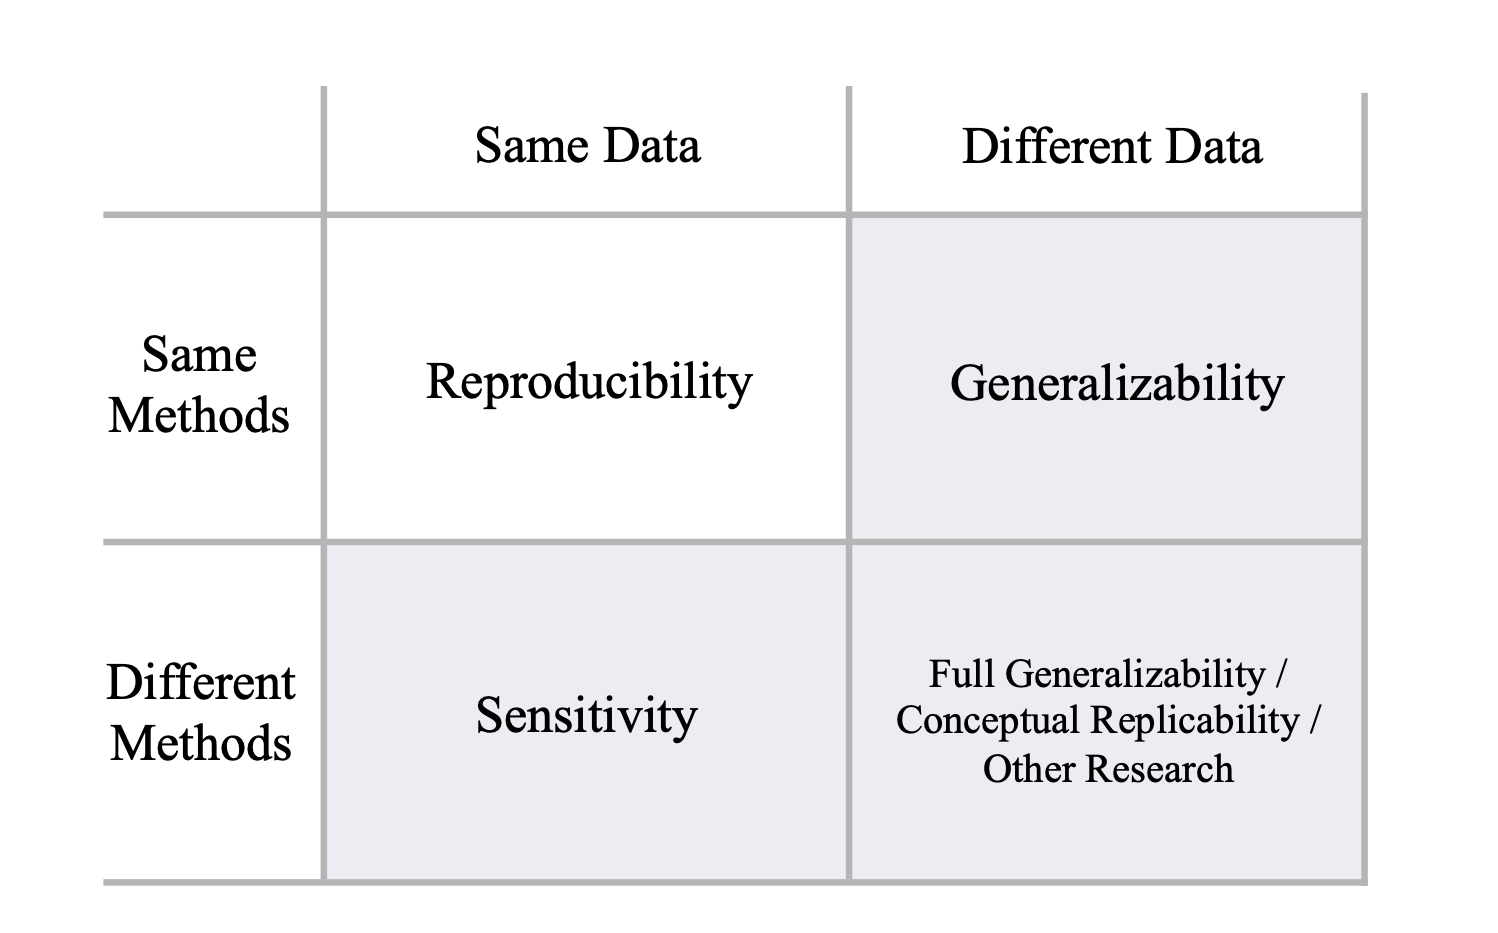 Same Data
Different Data
Same
Methods
Reproducibility
Generalizability
Different
Methods
Sensitivity
Full Generalizability /
Conceptual Replicability /
Other Research